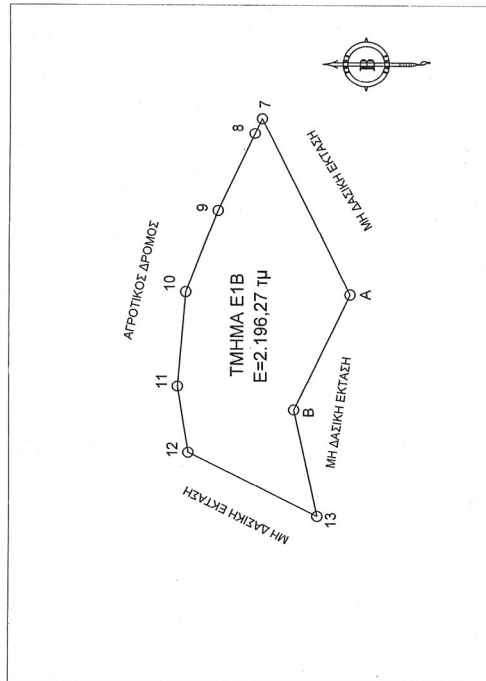 Β
7
8
9
10
11
12
13
Β
Α
ΑΓΡΟΤΙΚΟΣ ΔΡΟΜΟΣ
ΤΜΗΜΑ Ε1Β
Ε=2.196,27 τμ
ΜΗ ΔΑΣΙΚΗ ΕΚΤΑΣΗ
ΜΗ ΔΑΣΙΚΗ ΕΚΤΑΣΗ
ΜΗ ΔΑΣΙΚΗ ΕΚΤΑΣΗ